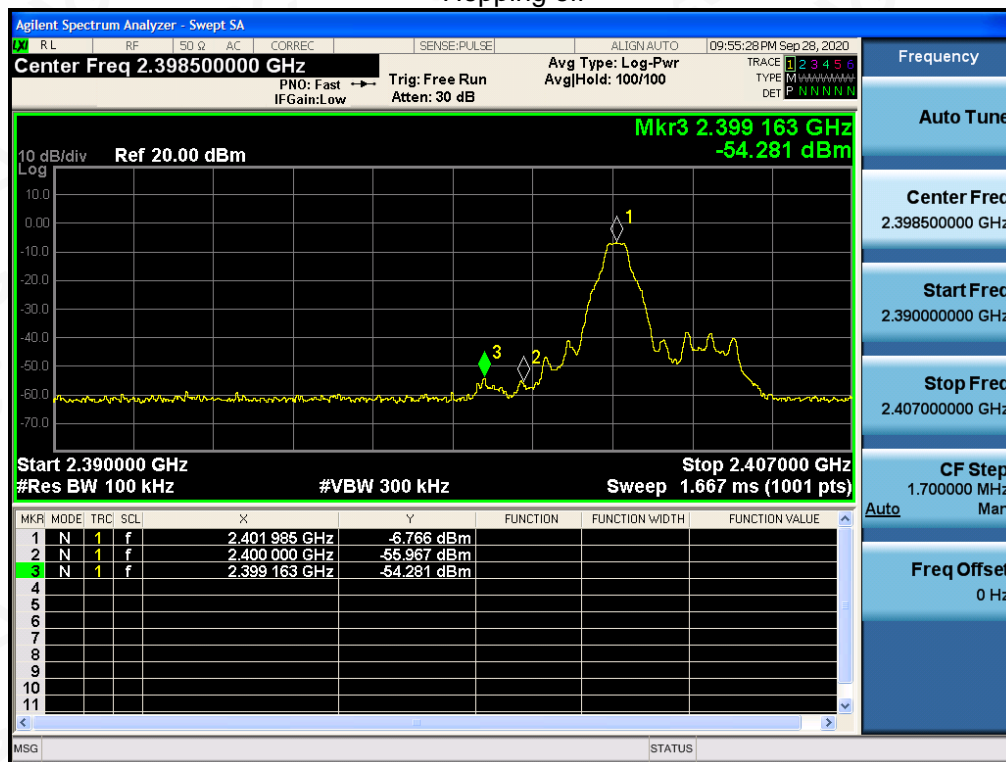 Agilent Spectrum Analyzer - Swept SA
LXI RL RF 50 Ω AC CORREC SENSE:PULSE ALIGN AUTO 09:55:28 PM Sep 28, 2020
Center Freq 2.398500000 GHz
PNO: Fast
IFGain:Low
Trig: Free Run
Atten: 30 dB
Avg Type: Log-Pwr
Avg|Hold: 100/100
TRACE 1 2 3 4 5 6
TYPE M
DET P N N N N N
Mkr3 2.399 163 GHz
-54.281 dBm
10 dB/div Ref 20.00 dBm
Log
10.0
0.00
-10.0
-20.0
-30.0
-40.0
-50.0
-60.0
-70.0
1
3
2
Start 2.390000 GHz Stop 2.407000 GHz
#Res BW 100 kHz #VBW 300 kHz Sweep 1.667 ms (1001 pts)
MKR MODE TRC SCL X Y FUNCTION FUNCTION WIDTH FUNCTION VALUE
1 N 1 f 2.401 985 GHz -6.766 dBm
2 N 1 f 2.400 000 GHz -55.967 dBm
3 N 1 f 2.399 163 GHz -54.281 dBm
4
5
6
7
8
9
10
11
MSG STATUS
Frequency
Auto Tune
Center Freq
2.398500000 GHz
Start Freq
2.390000000 GHz
Stop Freq
2.407000000 GHz
CF Step
1.700000 MHz
Auto Man
Freq Offset
0 Hz